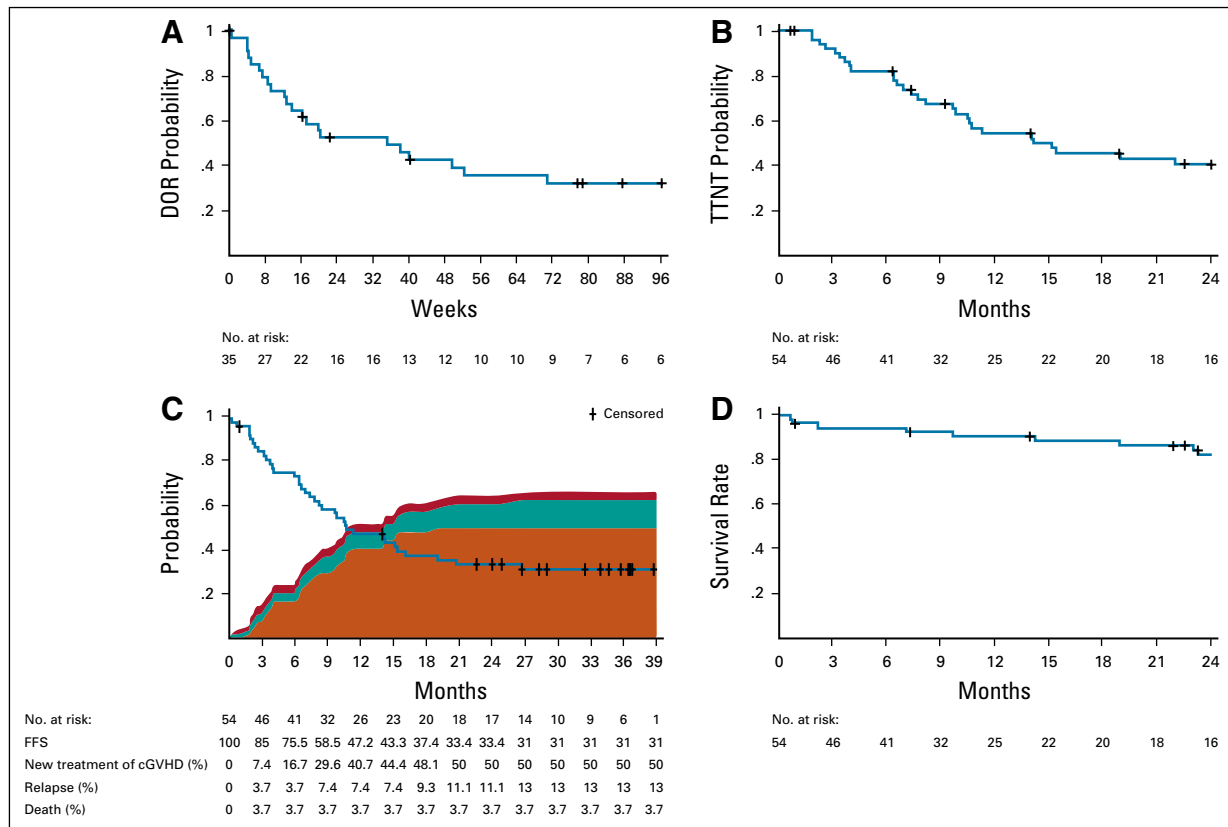 A
1
.8
.6
.4
.2
DOR Probability
0 8 16 24 32 40 48 56 64 72 80 88 96
Weeks
No. at risk:
35 27 22 16 16 13 12 10 10 9 7 6 6
B
1
.8
.6
.4
.2
TTNT Probability
0 3 6 9 12 15 18 21 24
Months
No. at risk:
54 46 41 32 25 22 20 18 16
C
Censored
1
.8
.6
.4
.2
Probability
0 3 6 9 12 15 18 21 24 27 30 33 36 39
Months
No. at risk: 54 46 41 32 26 23 20 18 17 14 10 9 6 1
FFS 100 85 75.5 58.5 47.2 43.3 37.4 33.4 33.4 31 31 31 31 31
New treatment of cGVHD (%) 0 7.4 16.7 29.6 40.7 44.4 48.1 50 50 50 50 50 50 50
Relapse (%) 0 3.7 3.7 7.4 7.4 7.4 9.3 11.1 11.1 13 13 13 13 13
Death (%) 0 3.7 3.7 3.7 3.7 3.7 3.7 3.7 3.7 3.7 3.7 3.7 3.7 3.7
D
1
.8
.6
.4
.2
Survival Rate
0 3 6 9 12 15 18 21 24
Months
No. at risk:
54 46 41 32 25 22 20 18 16